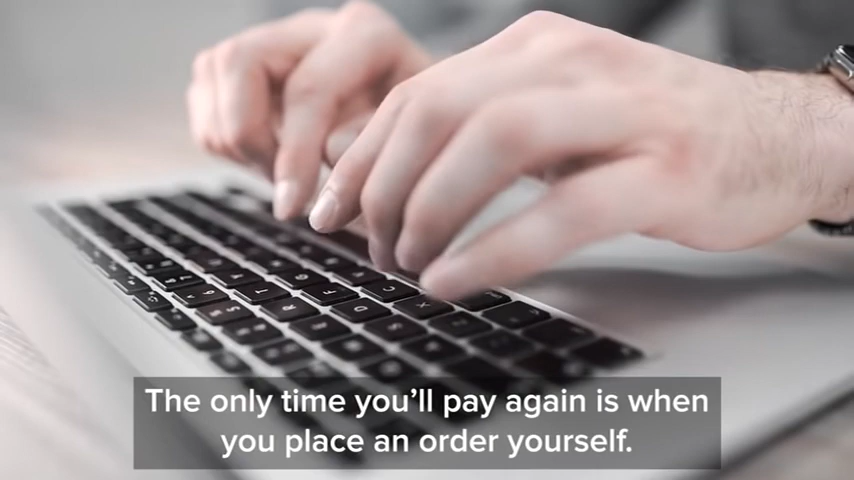 The only time you'll pay again is when
you place an order yourself.